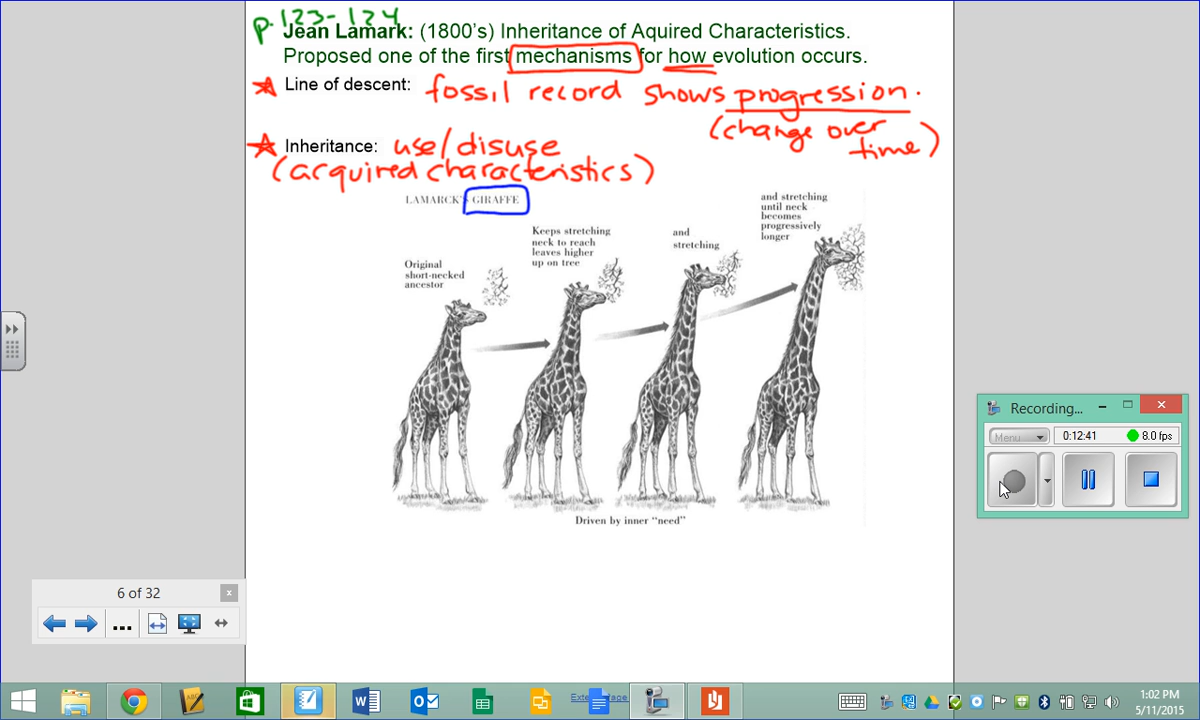 p. 123-124
Jean Lamark: (1800's) Inheritance of Aquired Characteristics.
Proposed one of the first mechanisms for how evolution occurs.
Line of descent: fossil record shows progression.
(change over
time)
Inheritance: use/disuse
(acquired characteristics)
LAMARCK'S GIRAFFE
Original
short-necked
ancestor
Keeps stretching
neck to reach
leaves higher
up on tree
and
stretching
and stretching
until neck
becomes
progressively
longer
Driven by inner "need"
Recording...
Menu
0:12:41
8.0 fps
6 of 32
...
ABC
1:02 PM
5/11/2015